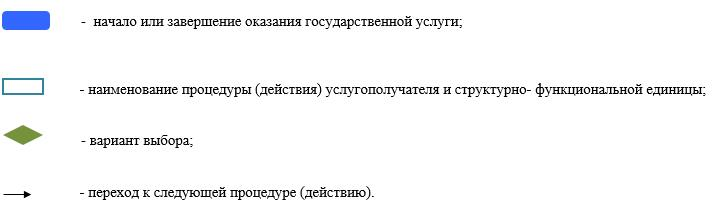 - начало или завершение оказания государственной услуги;
- наименование процедуры (действия) услугополучателя и структурно- функциональной единицы;
- вариант выбора;
- переход к следующей процедуре (действию).